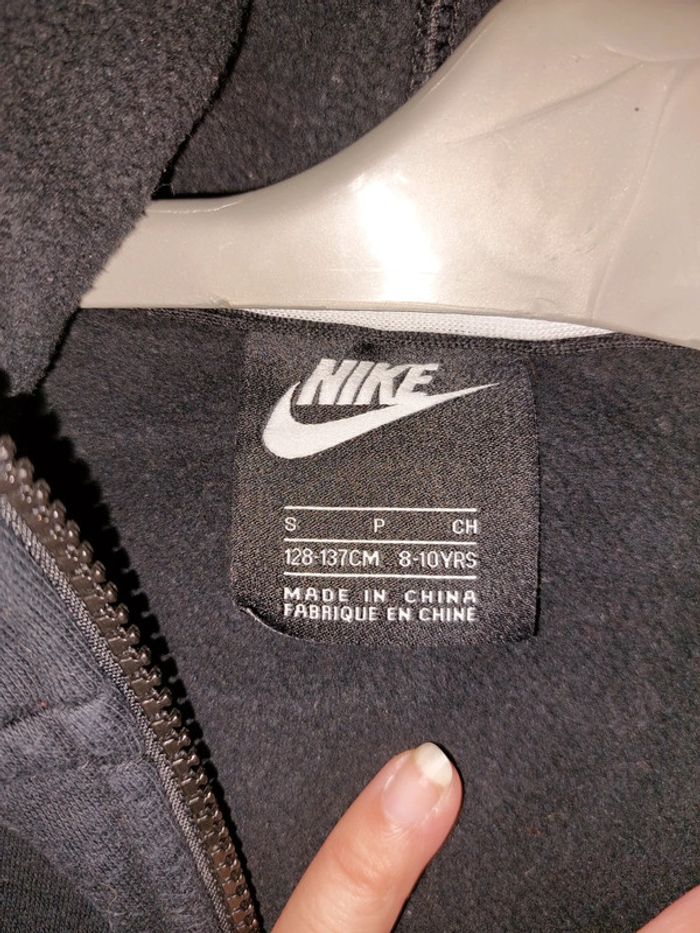 NIKE
S P CH
128-137CM 8-10YRS
MADE IN CHINA
FABRIQUE EN CHINE